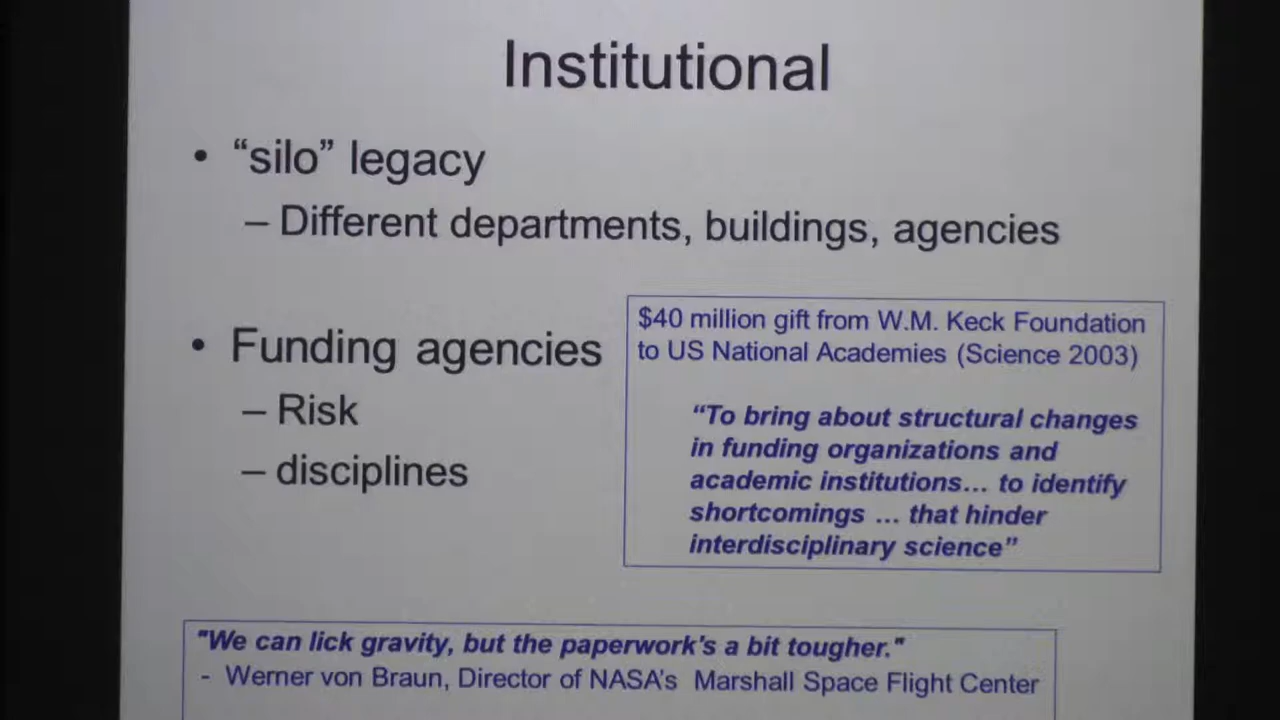 Institutional
• “silo” legacy
– Different departments, buildings, agencies
• Funding agencies
– Risk
– disciplines
$40 million gift from W.M. Keck Foundation
to US National Academies (Science 2003)
“To bring about structural changes
in funding organizations and
academic institutions… to identify
shortcomings … that hinder
interdisciplinary science”
"We can lick gravity, but the paperwork's a bit tougher."
- Werner von Braun, Director of NASA’s Marshall Space Flight Center